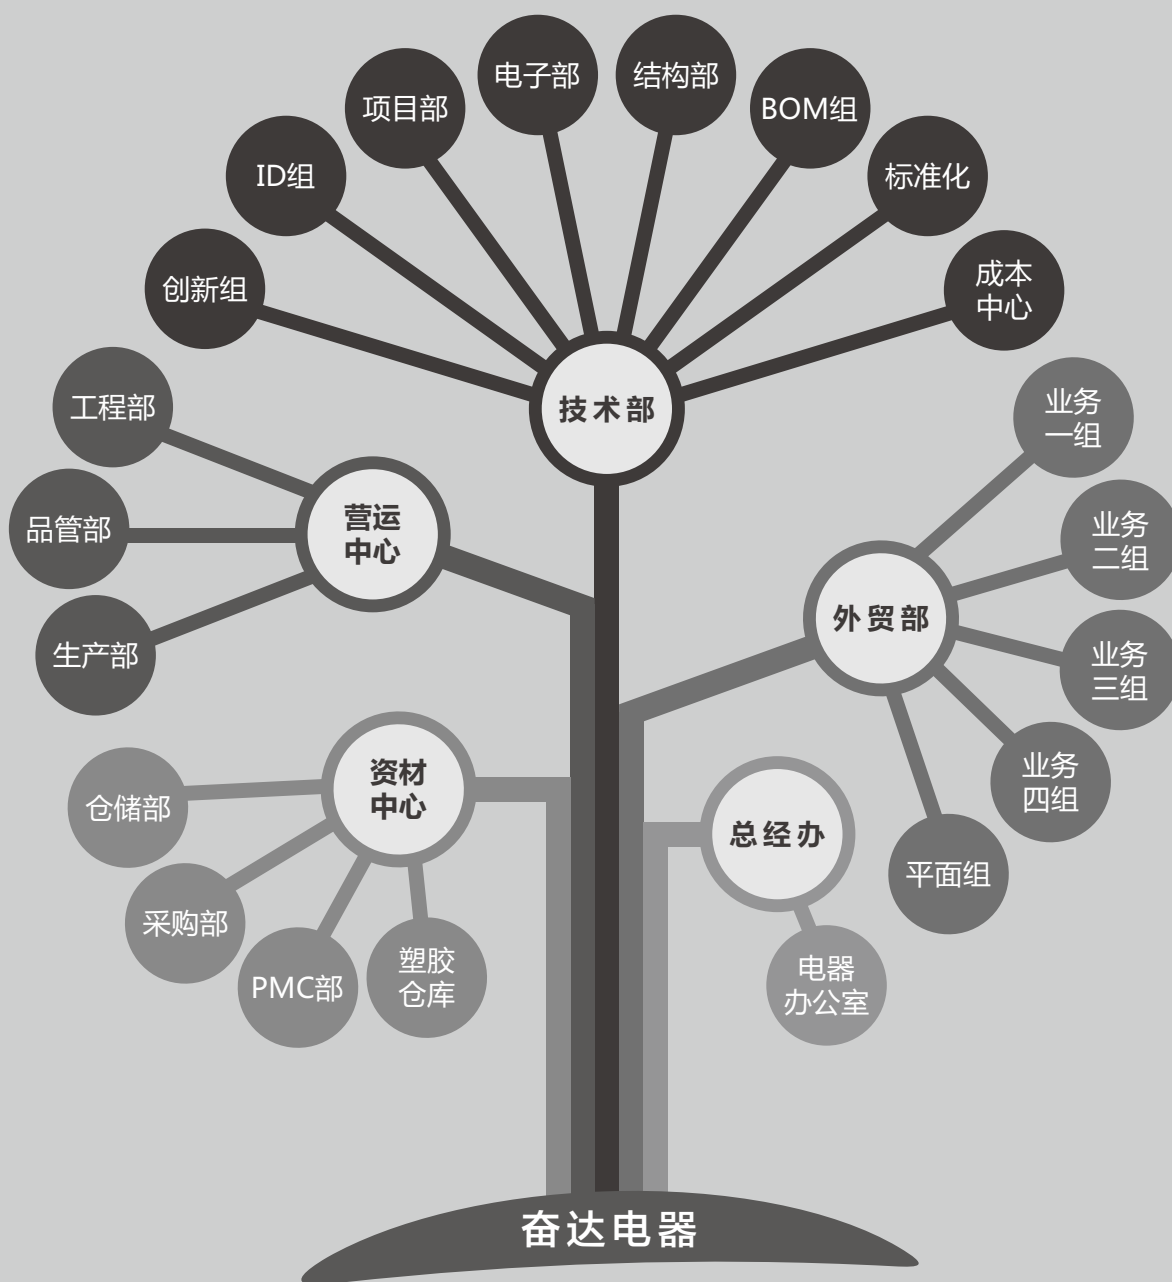 电子部
结构部
项目部
BOM组
ID组
标准化
创新组
成本
中心
技术部
工程部
品管部
生产部
营运
中心
业务
一组
业务
二组
业务
三组
业务
四组
平面组
外贸部
资材
中心
仓储部
采购部
PMC部
塑胶
仓库
总经办
电器
办公室
奋达电器